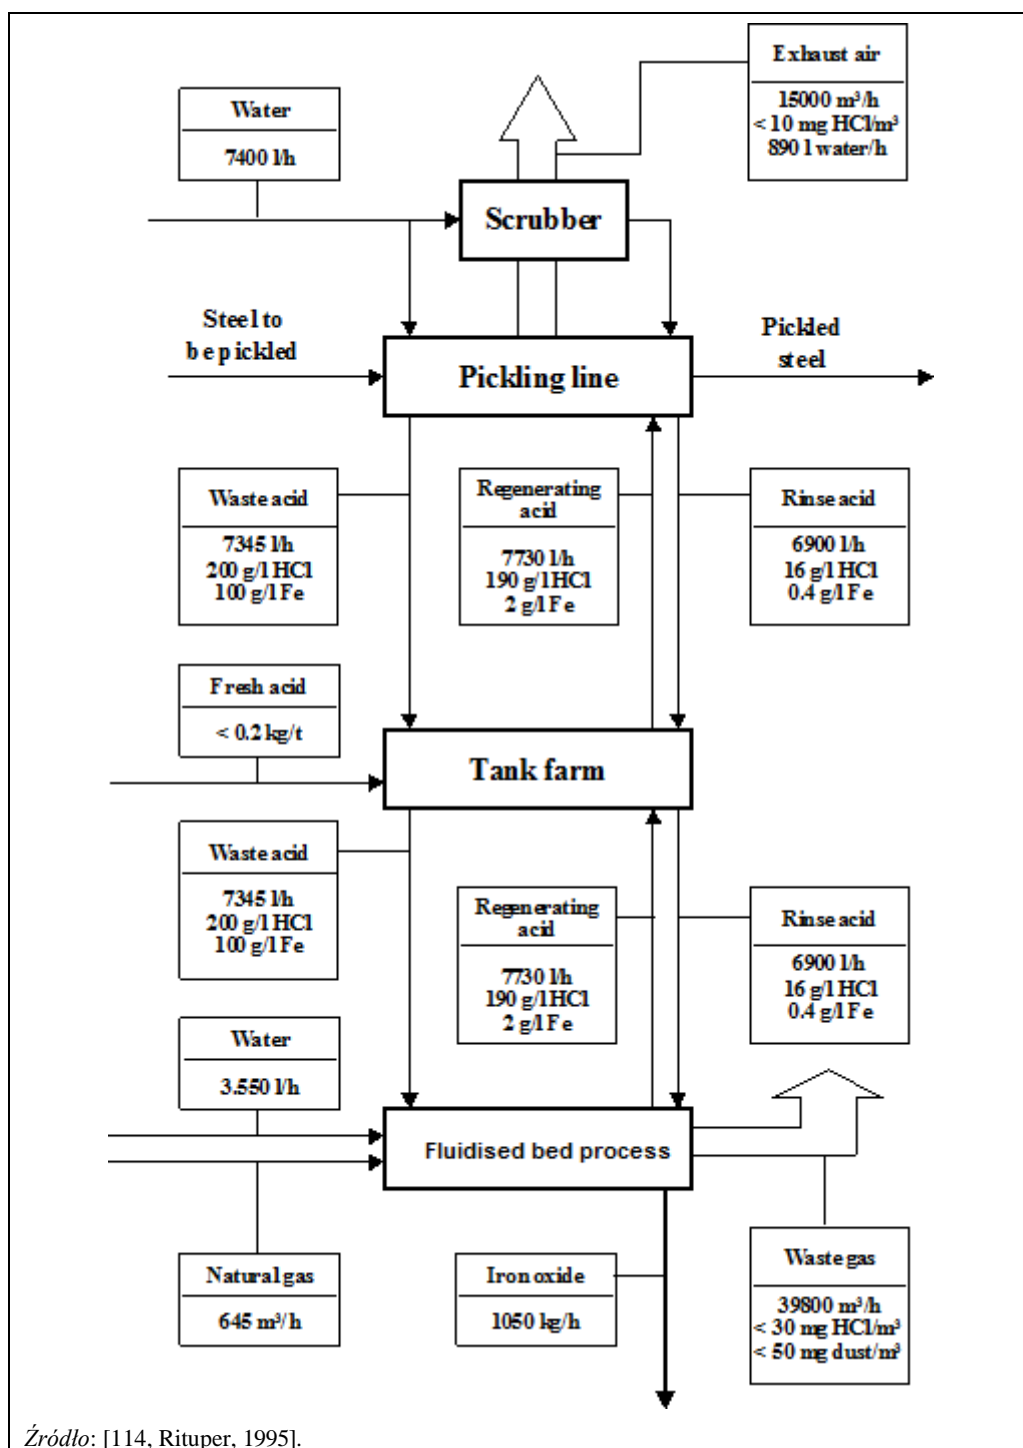 Exhaust air
15000 m³/h
< 10 mg HCl/m³
890 l water/h
Water
7400 l/h
Scrubber
Steel to
be pickled
Pickled
steel
Pickling line
Waste acid
7345 l/h
200 g/l HCl
100 g/l Fe
Regenerating
acid
7730 l/h
190 g/l HCl
2 g/l Fe
Rinse acid
6900 l/h
16 g/l HCl
0.4 g/l Fe
Fresh acid
< 0.2 kg/t
Tank farm
Waste acid
7345 l/h
200 g/l HCl
100 g/l Fe
Regenerating
acid
7730 l/h
190 g/l HCl
2 g/l Fe
Rinse acid
6900 l/h
16 g/l HCl
0.4 g/l Fe
Water
3.550 l/h
Fluidised bed process
Natural gas
645 m³/h
Iron oxide
1050 kg/h
Waste gas
39800 m³/h
< 30 mg HCl/m³
< 50 mg dust/m³
Źródło: [114, Rituper, 1995].